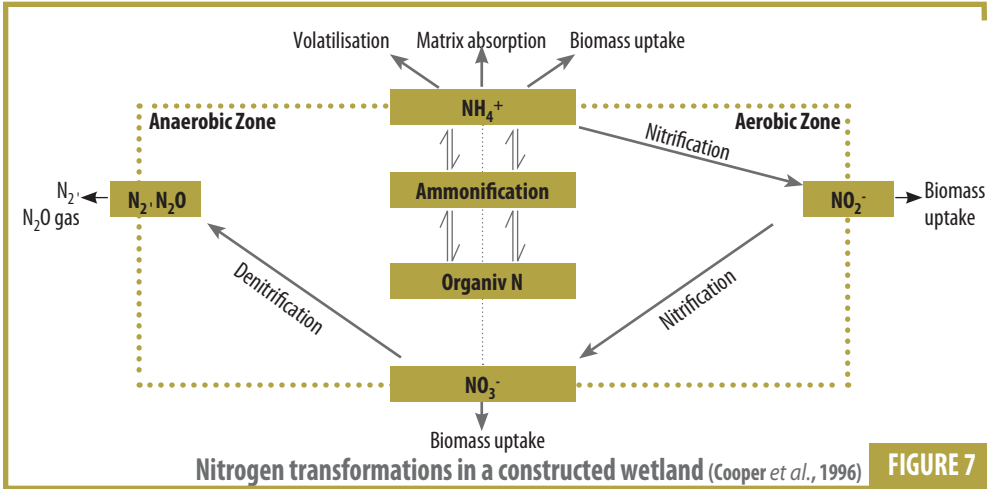 Volatilisation Matrix absorption Biomass uptake
NH₄⁺
Anaerobic Zone Aerobic Zone
Nitrification
N₂, N₂O gas
N₂, N₂O
Ammonification
NO₂⁻
Biomass uptake
Organiv N
Denitrification
Nitrification
NO₃⁻
Biomass uptake
Nitrogen transformations in a constructed wetland (Cooper et al., 1996) FIGURE 7